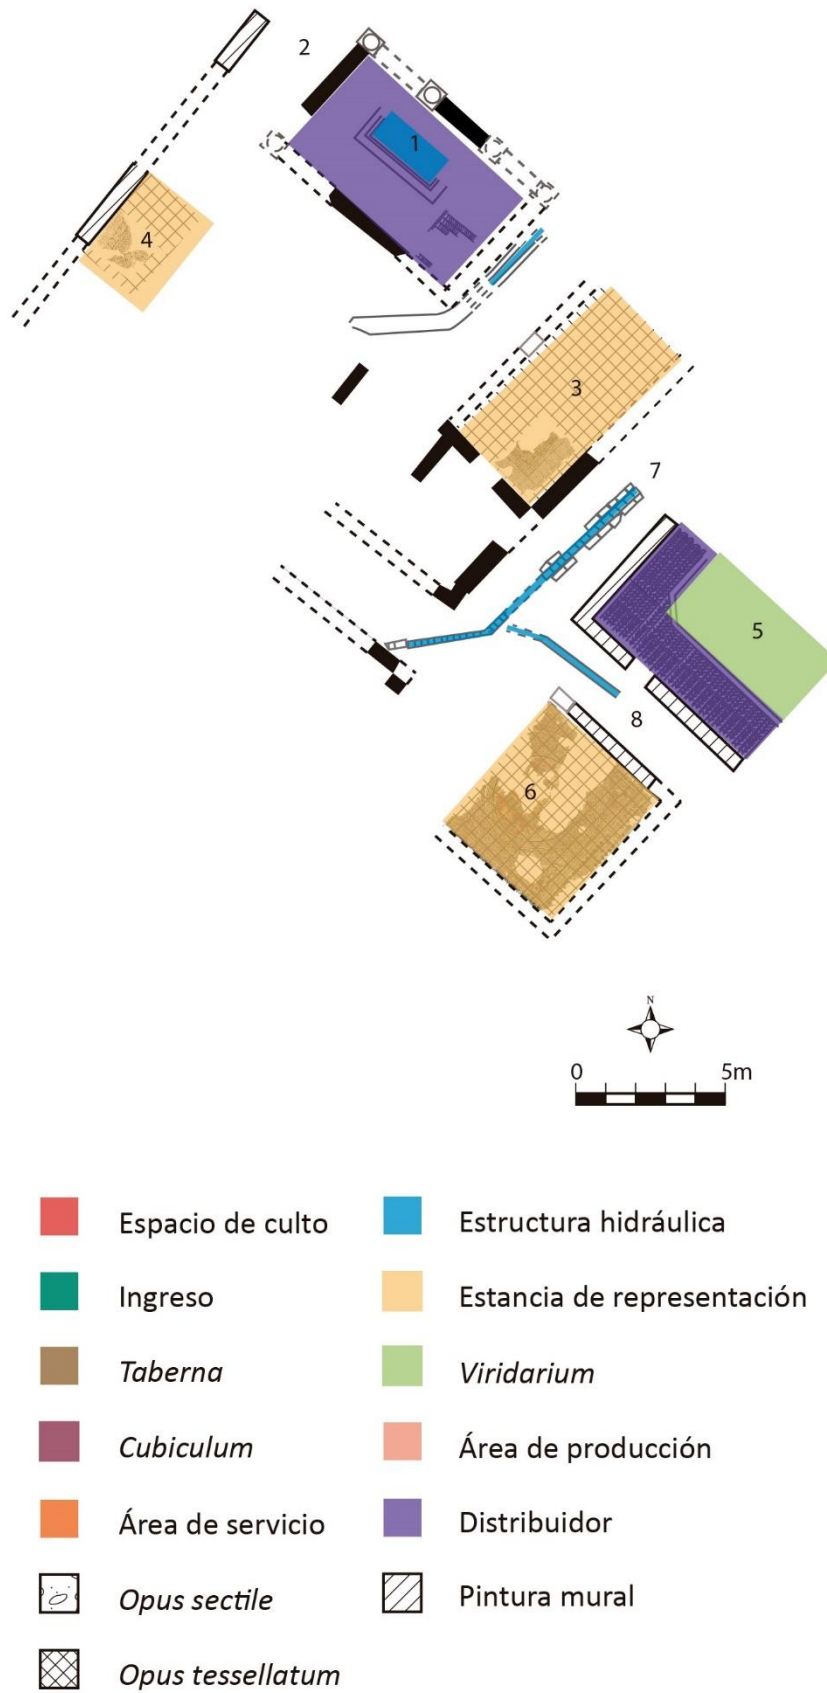 2
1
4
3
7
5
8
6
N
0 5m
Espacio de culto
Estructura hidráulica
Ingreso
Estancia de representación
Taberna
Viridarium
Cubiculum
Área de producción
Área de servicio
Distribuidor
Opus sectile
Pintura mural
Opus tessellatum